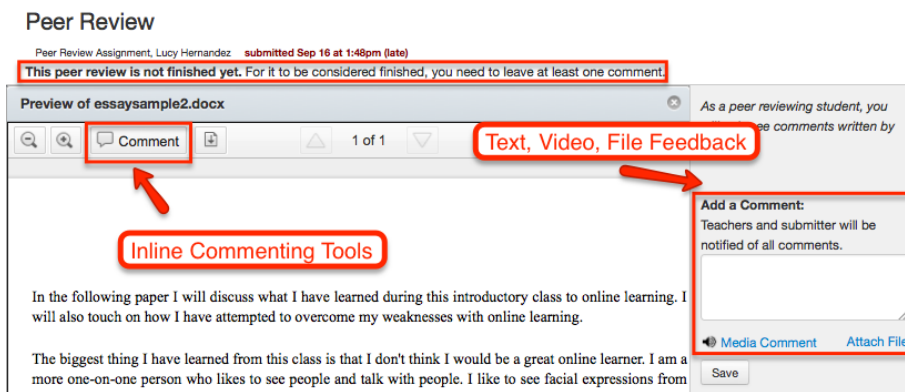 Peer Review
Peer Review Assignment, Lucy Hernandez submitted Sep 16 at 1:48pm (late)
This peer review is not finished yet. For it to be considered finished, you need to leave at least one comment.
Preview of essaysample2.docx
Comment
1 of 1
Inline Commenting Tools
In the following paper I will discuss what I have learned during this introductory class to online learning. I
will also touch on how I have attempted to overcome my weaknesses with online learning.
The biggest thing I have learned from this class is that I don't think I would be a great online learner. I am a
more one-on-one person who likes to see people and talk with people. I like to see facial expressions from
As a peer reviewing student, you
comments written by
Text, Video, File Feedback
Add a Comment:
Teachers and submitter will be
notified of all comments.
Media Comment Attach File
Save